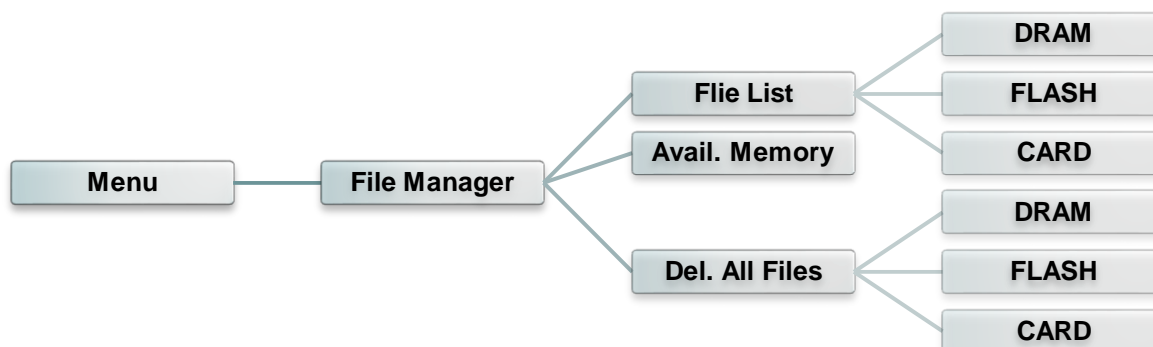 Menu
File Manager
Flie List
DRAM
FLASH
CARD
Avail. Memory
Del. All Files
DRAM
FLASH
CARD